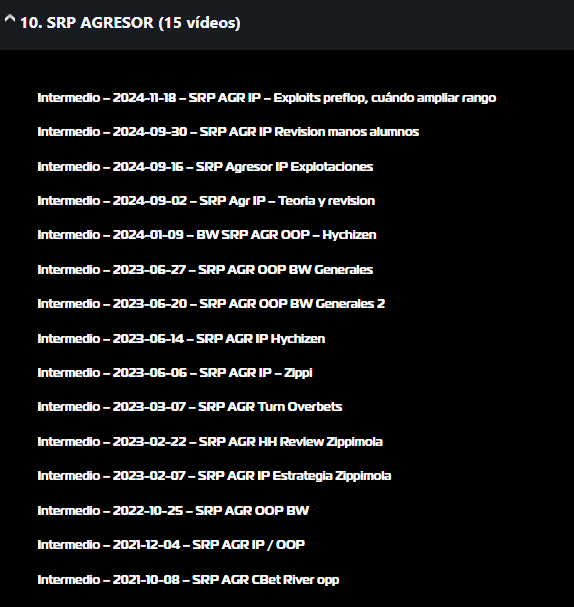 10. SRP AGRESOR (15 vídeos)
Intermedio – 2024-11-18 – SRP AGR IP – Exploits preflop, cuándo ampliar rango
Intermedio – 2024-09-30 – SRP AGR IP Revision manos alumnos
Intermedio – 2024-09-16 – SRP Agresor IP Explotaciones
Intermedio – 2024-09-02 – SRP Agr IP – Teoria y revision
Intermedio – 2024-01-09 – BW SRP AGR OOP – Hychizen
Intermedio – 2023-06-27 – SRP AGR OOP BW Generales
Intermedio – 2023-06-20 – SRP AGR OOP BW Generales 2
Intermedio – 2023-06-14 – SRP AGR IP Hychizen
Intermedio – 2023-06-06 – SRP AGR IP – Zippi
Intermedio – 2023-03-07 – SRP AGR Turn Overbets
Intermedio – 2023-02-22 – SRP AGR HH Review Zippimola
Intermedio – 2023-02-07 – SRP AGR IP Estrategia Zippimola
Intermedio – 2022-10-25 – SRP AGR OOP BW
Intermedio – 2021-12-04 – SRP AGR IP / OOP
Intermedio – 2021-10-08 – SRP AGR CBet River opp